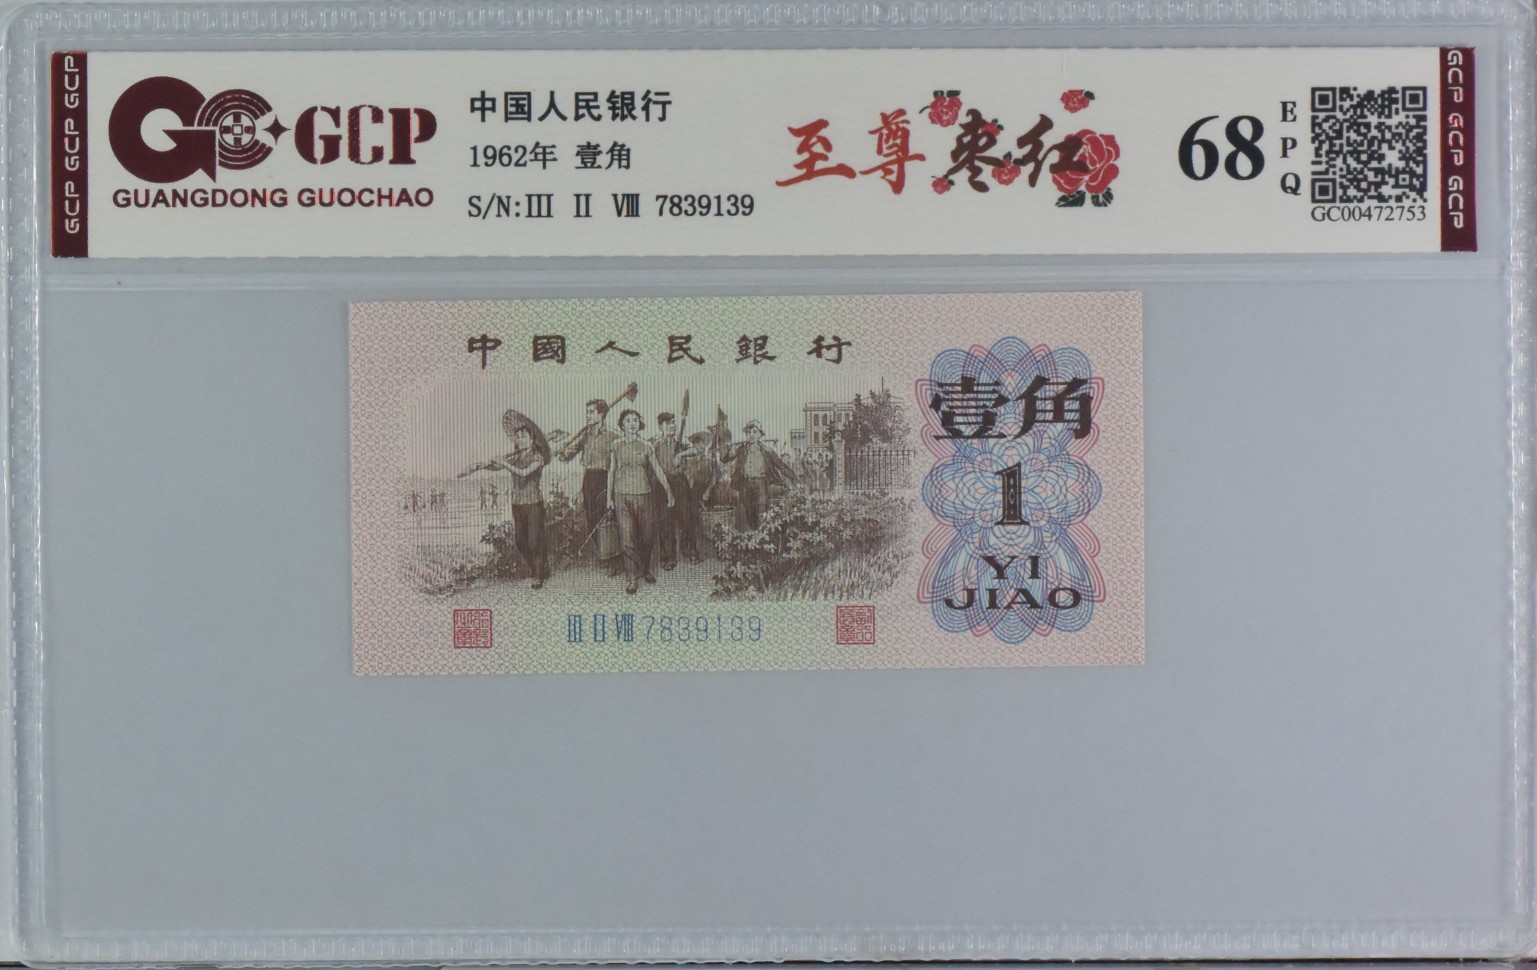 GCP GCP GCP
GCP
GUANGDONG GUOCHAO
中国人民银行
1962年 壹角
S/N:Ⅲ Ⅱ Ⅷ 7839139
至尊枣红
68
EPQ
GC00472753
GCP GCP GCP
中國人民銀行
壹角
1
YI
JIAO
Ⅲ Ⅱ Ⅷ 7839139